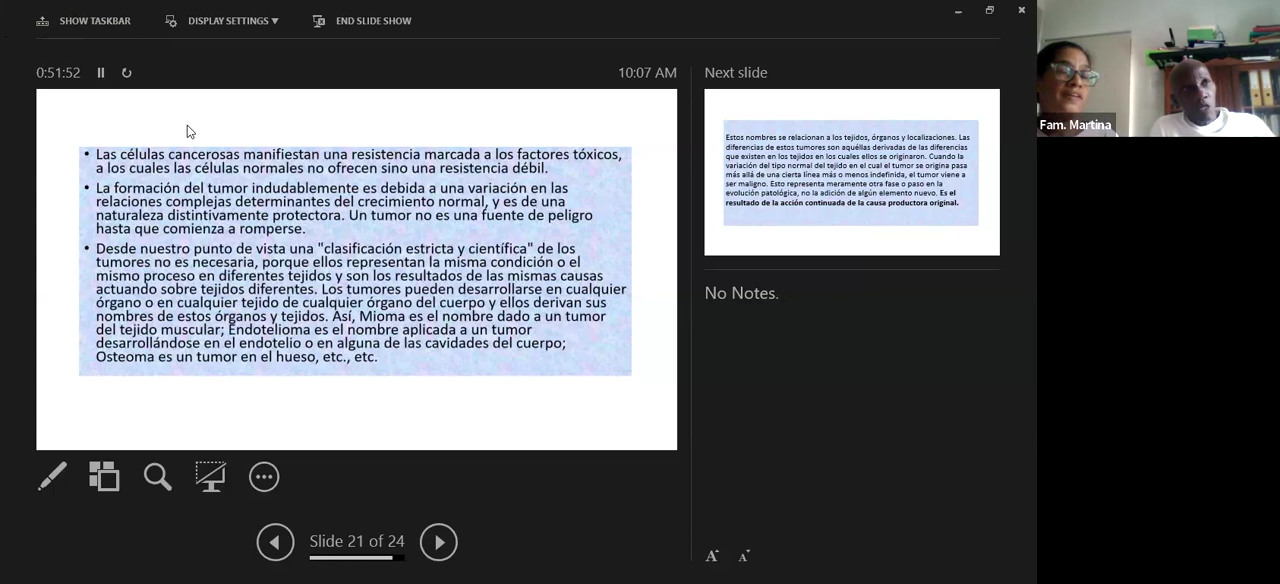 SHOW TASKBAR
DISPLAY SETTINGS ▼
END SLIDE SHOW
0:51:52
10:07 AM
• Las células cancerosas manifiestan una resistencia marcada a los factores tóxicos,
a los cuales las células normales no ofrecen sino una resistencia débil.
• La formación del tumor indudablemente es debida a una variación en las
relaciones complejas determinantes del crecimiento normal, y es de una
naturaleza distintivamente protectora. Un tumor no es una fuente de peligro
hasta que comienza a romperse.
• Desde nuestro punto de vista una "clasificación estricta y científica" de los
tumores no es necesaria, porque ellos representan la misma condición o el
mismo proceso en diferentes tejidos y son los resultados de las mismas causas
actuando sobre tejidos diferentes. Los tumores pueden desarrollarse en cualquier
órgano o en cualquier tejido de cualquier órgano del cuerpo y ellos derivan sus
nombres de estos órganos y tejidos. Así, Mioma es el nombre dado a un tumor
del tejido muscular; Endotelioma es el nombre aplicada a un tumor
desarrollándose en el endotelio o en alguna de las cavidades del cuerpo;
Osteoma es un tumor en el hueso, etc., etc.
Slide 21 of 24
Next slide
Estos nombres se relacionan a los tejidos, órganos y localizaciones. Las
diferencias de estos tumores son aquéllas derivadas de las diferencias
que existen en los tejidos en los cuales ellos se originaron. Cuando la
variación del tipo normal del tejido en el cual el tumor se origina pasa
más allá de una cierta línea más o menos indefinida, el tumor viene a
ser maligno. Esto representa meramente otra fase o paso en la
evolución patológica, no la adición de algún elemento nuevo. Es el
resultado de la acción continuada de la causa productora original.
No Notes.
A A
Fam. Martina